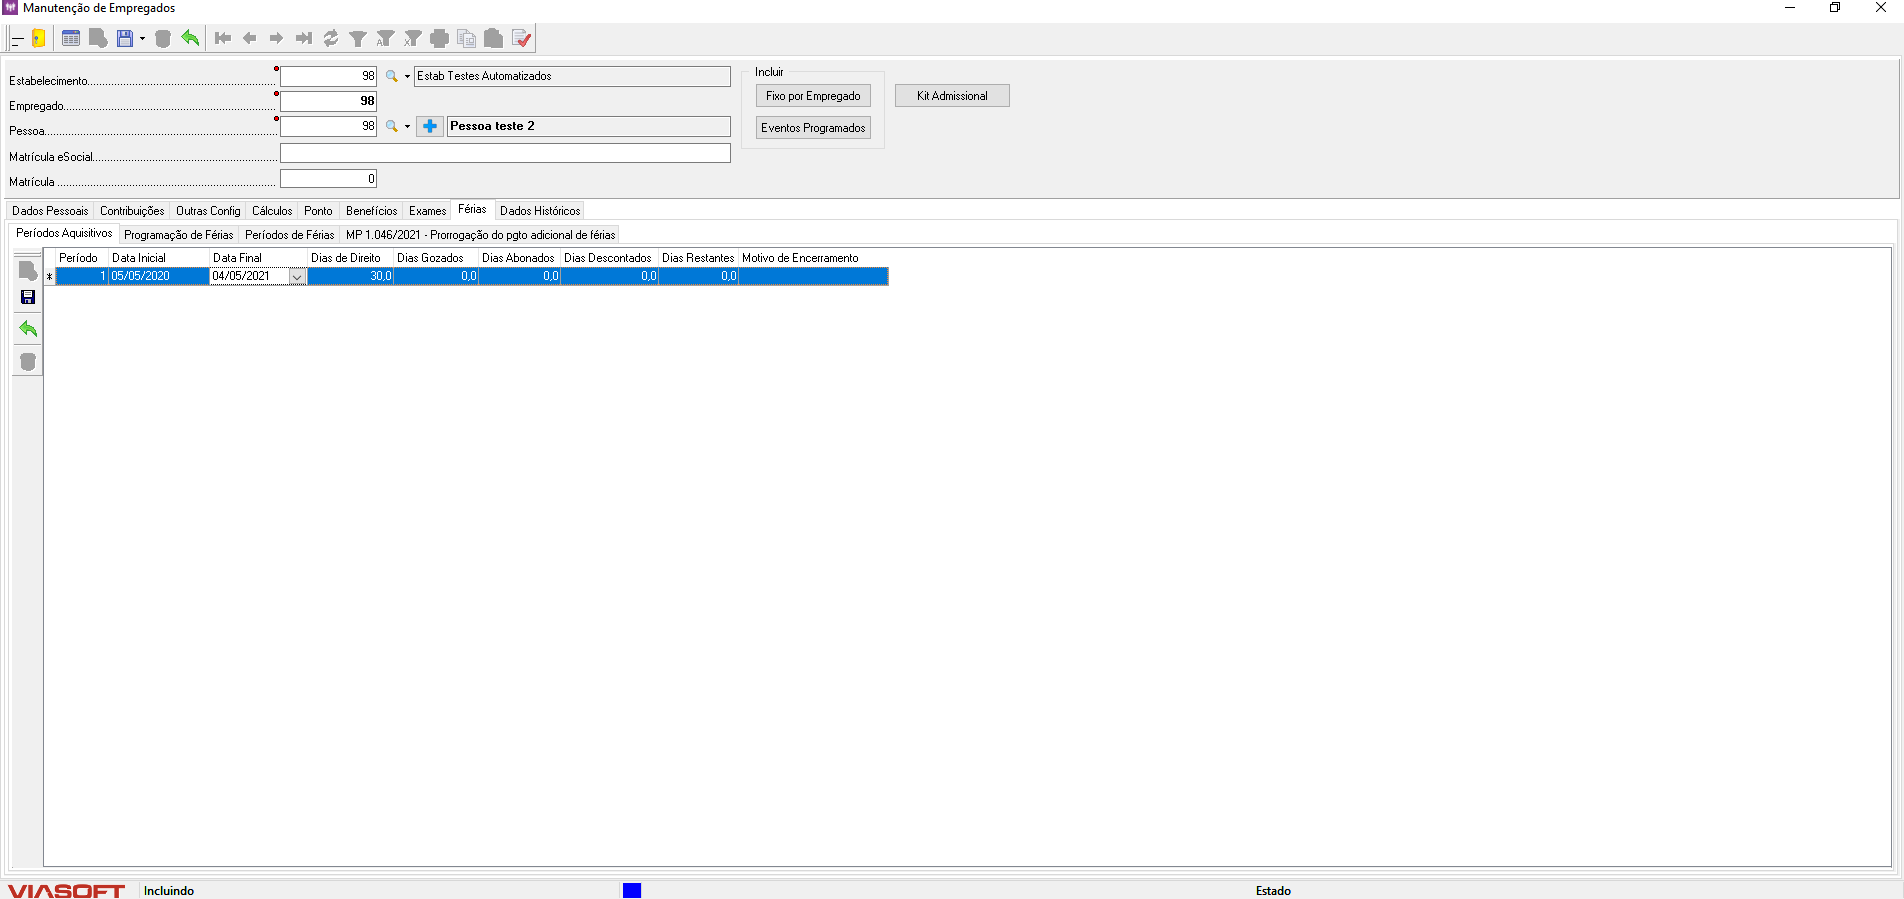 Manutenção de Empregados
Estabelecimento 98 Estab Testes Automatizados
Empregado 98
Pessoa 98 Pessoa teste 2
Matrícula eSocial
Matrícula 0
Incluir
Fixo por Empregado
Eventos Programados
Kit Admissional
Dados Pessoais Contribuições Outras Config Cálculos Ponto Benefícios Exames Férias Dados Históricos
Períodos Aquisitivos Programação de Férias Períodos de Férias MP 1.046/2021 - Prorrogação do pgto adicional de férias
Período Data Inicial Data Final Dias de Direito Dias Gozados Dias Abonados Dias Descontados Dias Restantes Motivo de Encerramento
* 1 05/05/2020 04/05/2021 30,0 0,0 0,0 0,0 0,0
VIASOFT Incluindo Estado